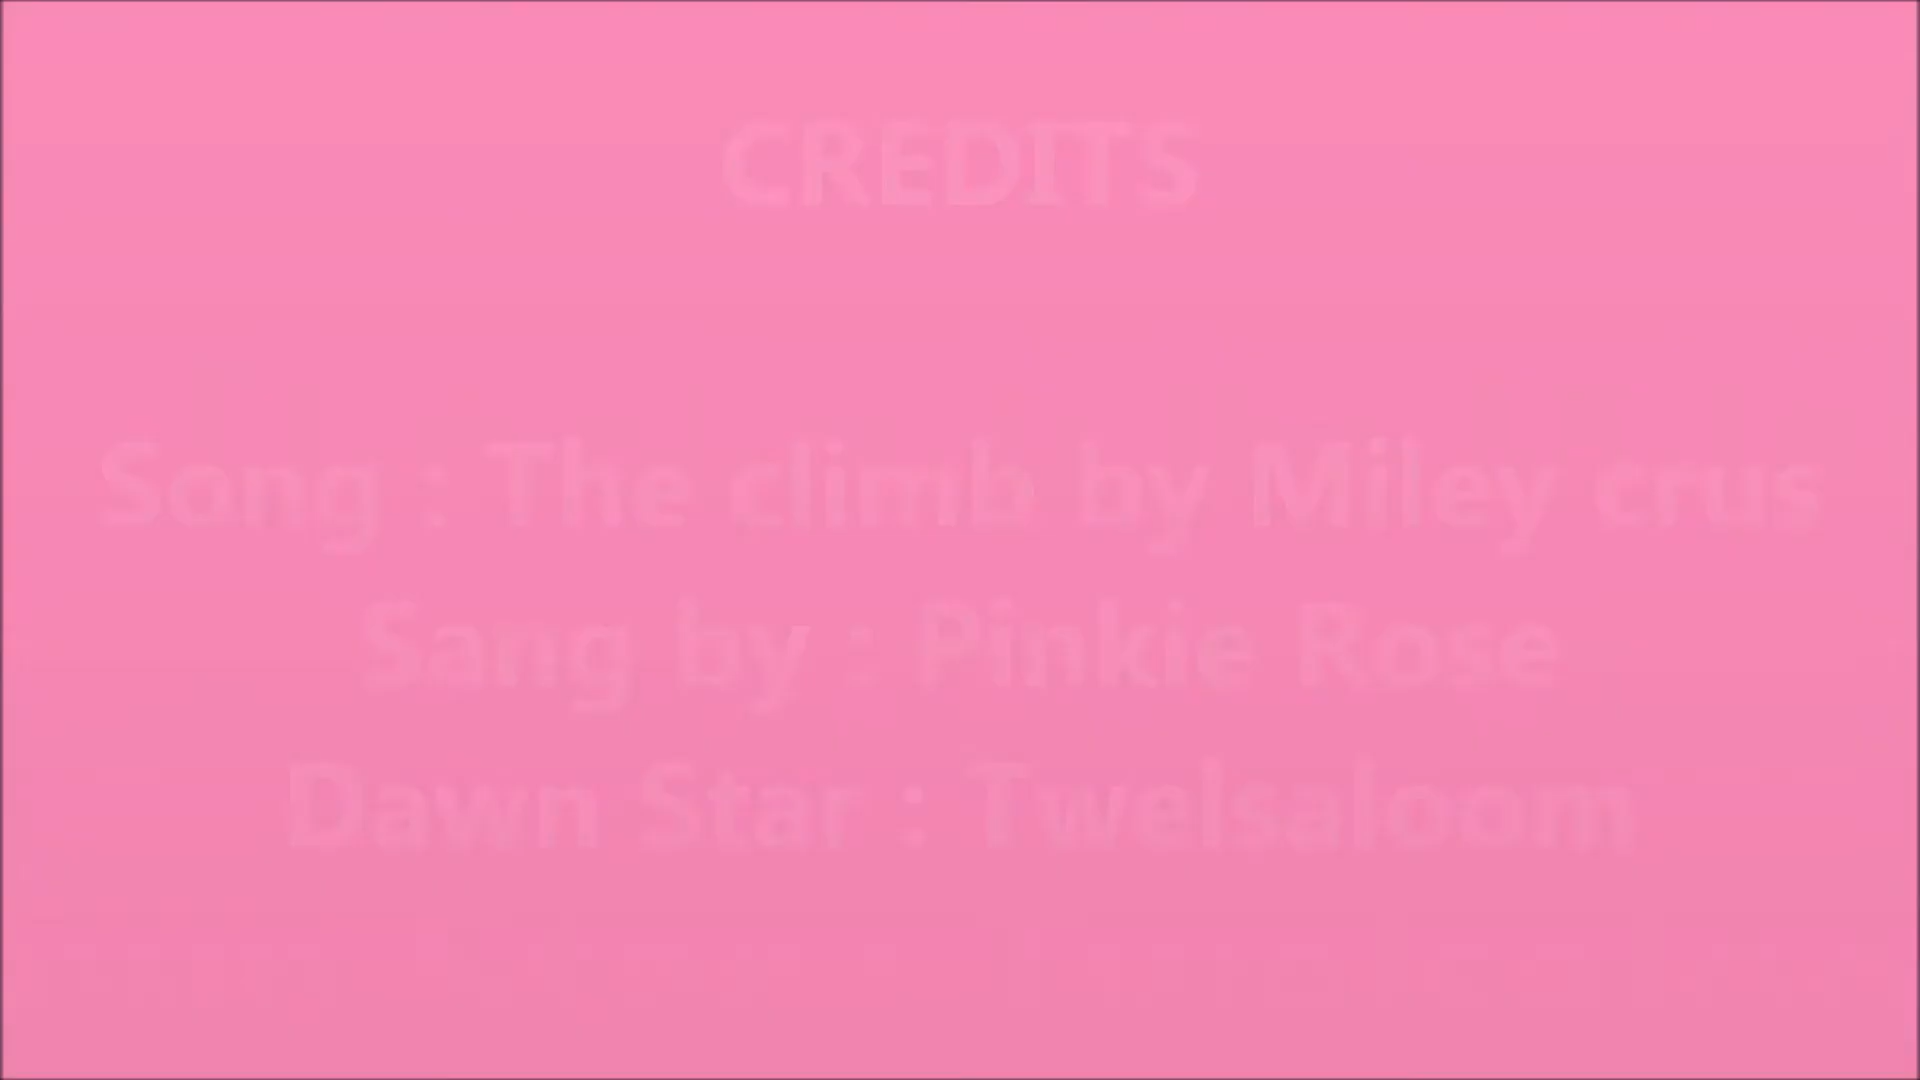 CREDITS
Song : The climb by Miley crus
Sang by : Pinkie Rose
Dawn Star : Twelsaloom